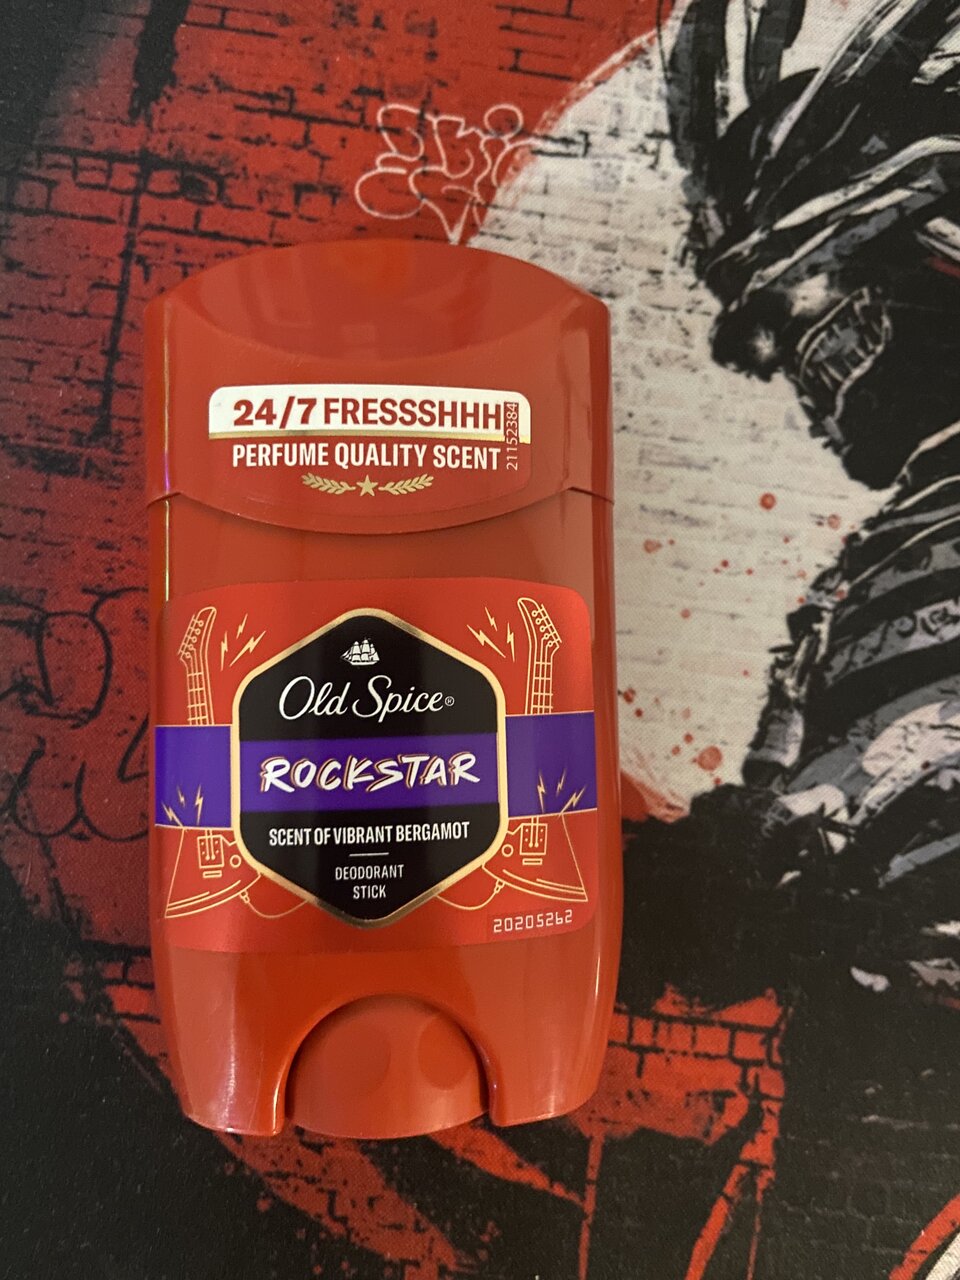 24/7 FRESSSHHH
PERFUME QUALITY SCENT
21152384
Old Spice®
ROCKSTAR
SCENT OF VIBRANT BERGAMOT
DEODORANT
STICK
20205262